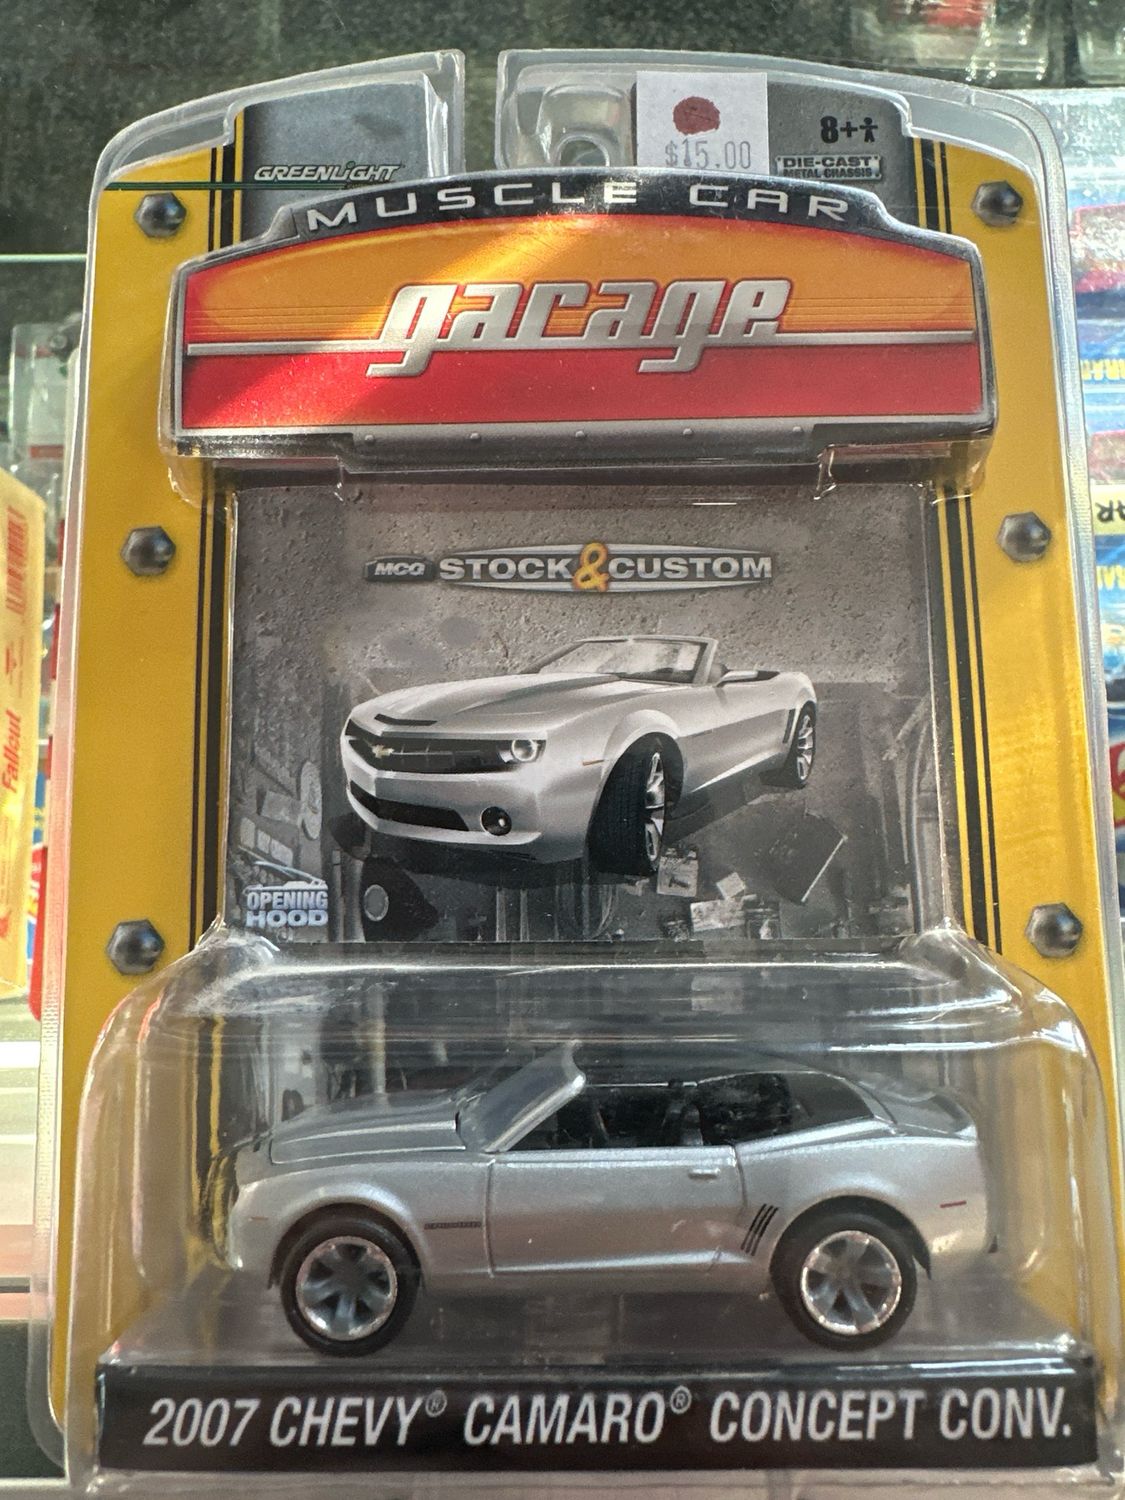 $15.00
8+
GREENLIGHT
DIE-CAST
METAL CHASSIS
MUSCLE CAR
garage
MCG STOCK & CUSTOM
OPENING
HOOD
Fallout
2007 CHEVY® CAMARO® CONCEPT CONV.